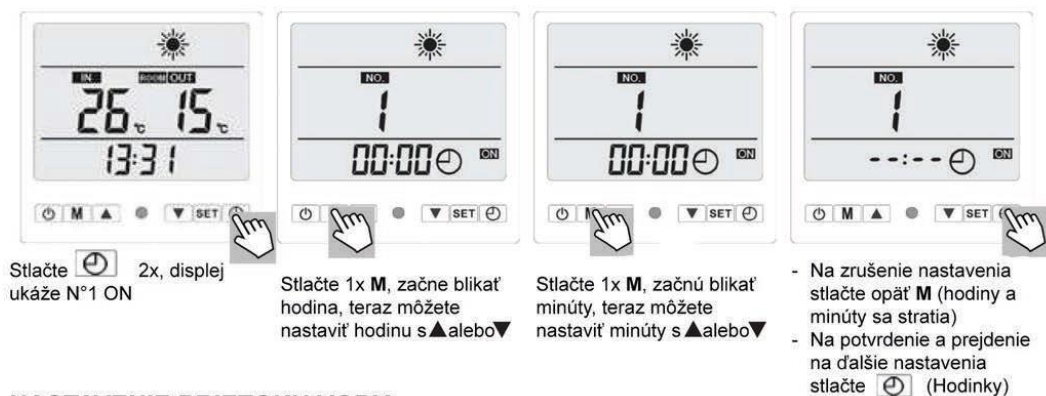 IN ROOM OUT
26 °C 15 °C
13:31
M SET
Stlačte 2x, displej
ukáže N°1 ON
NO.
1
00:00 ON
SET
Stlačte 1x M, začne blikať
hodina, teraz môžete
nastaviť hodinu s▲alebo▼
NO.
1
00:00 ON
M SET
Stlačte 1x M, začnú blikať
minúty, teraz môžete
nastaviť minúty s▲alebo▼
NO.
1
--:-- ON
M SET
- Na zrušenie nastavenia
stlačte opäť M (hodiny a
minúty sa stratia)
- Na potvrdenie a prejdenie
na ďalšie nastavenia
stlačte (Hodinky)